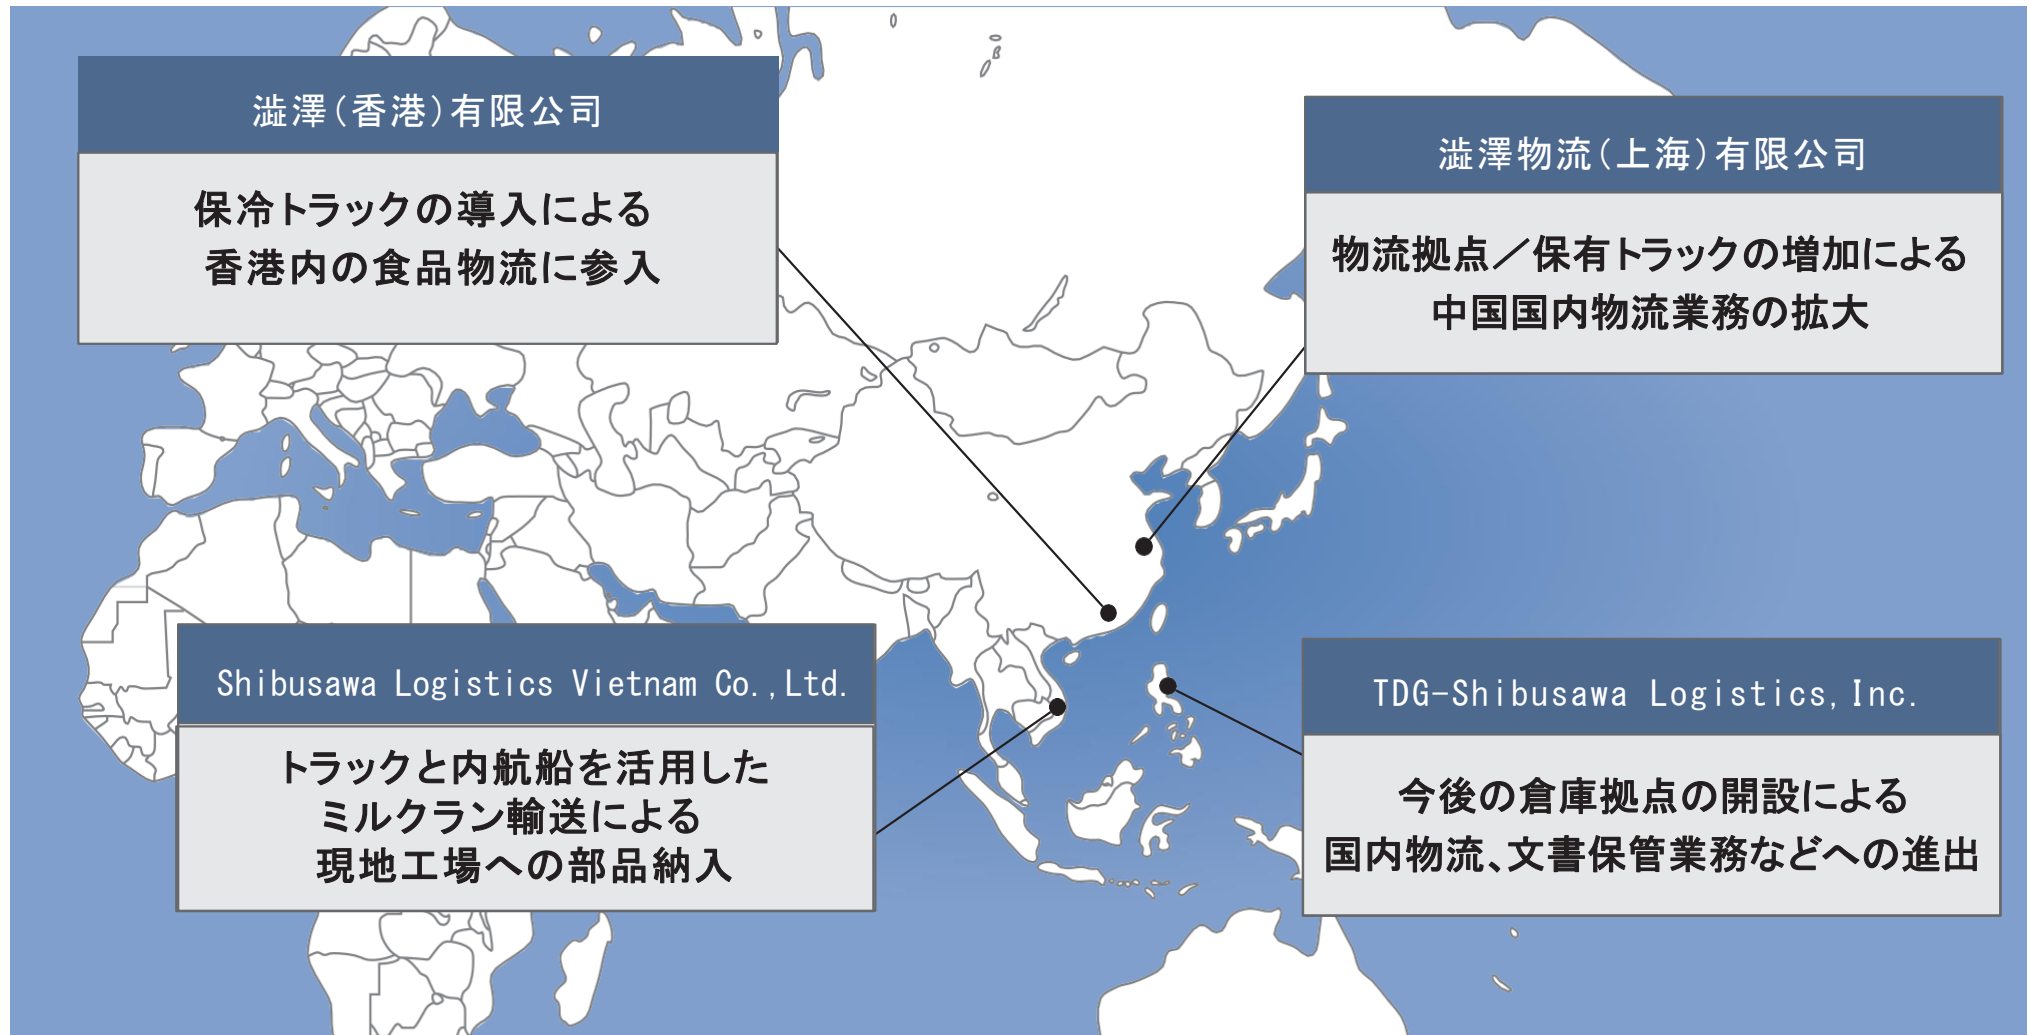 澁澤(香港)有限公司
保冷トラックの導入による
香港内の食品物流に参入
澁澤物流(上海)有限公司
物流拠点／保有トラックの増加による
中国国内物流業務の拡大
Shibusawa Logistics Vietnam Co.,Ltd.
トラックと内航船を活用した
ミルクラン輸送による
現地工場への部品納入
TDG-Shibusawa Logistics,Inc.
今後の倉庫拠点の開設による
国内物流、文書保管業務などへの進出